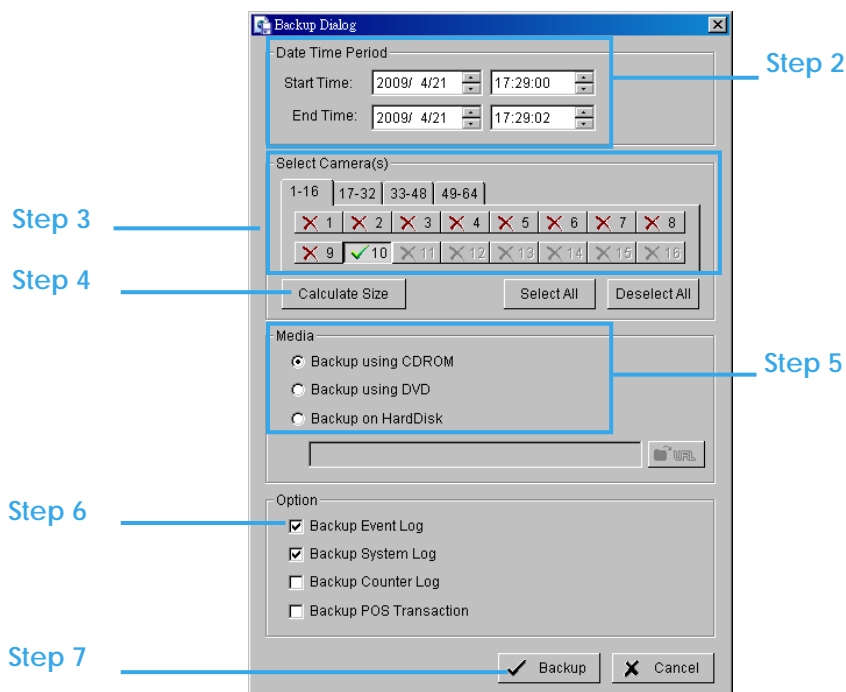 Backup Dialog
Date Time Period
Step 2
Start Time: 2009/ 4/21 17:29:00
End Time: 2009/ 4/21 17:29:02
Select Camera(s)
1-16 17-32 33-48 49-64
Step 3
1 2 3 4 5 6 7 8
9 10 11 12 13 14 15 16
Step 4
Calculate Size Select All Deselect All
Media
Backup using CDROM
Step 5
Backup using DVD
Backup on HardDisk
URL
Option
Step 6
Backup Event Log
Backup System Log
Backup Counter Log
Backup POS Transaction
Step 7
Backup Cancel